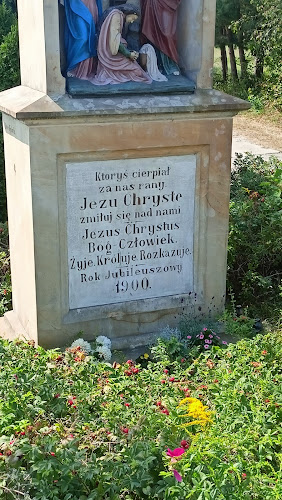 Któryś cierpiał
za nas rany
Jezu Chryste
zmiłuj się nad nami
Jezus Chrystus
Bóg-Człowiek.
Żyje. Króluje. Rozkazuje.
Rok Jubileuszowy
1900.